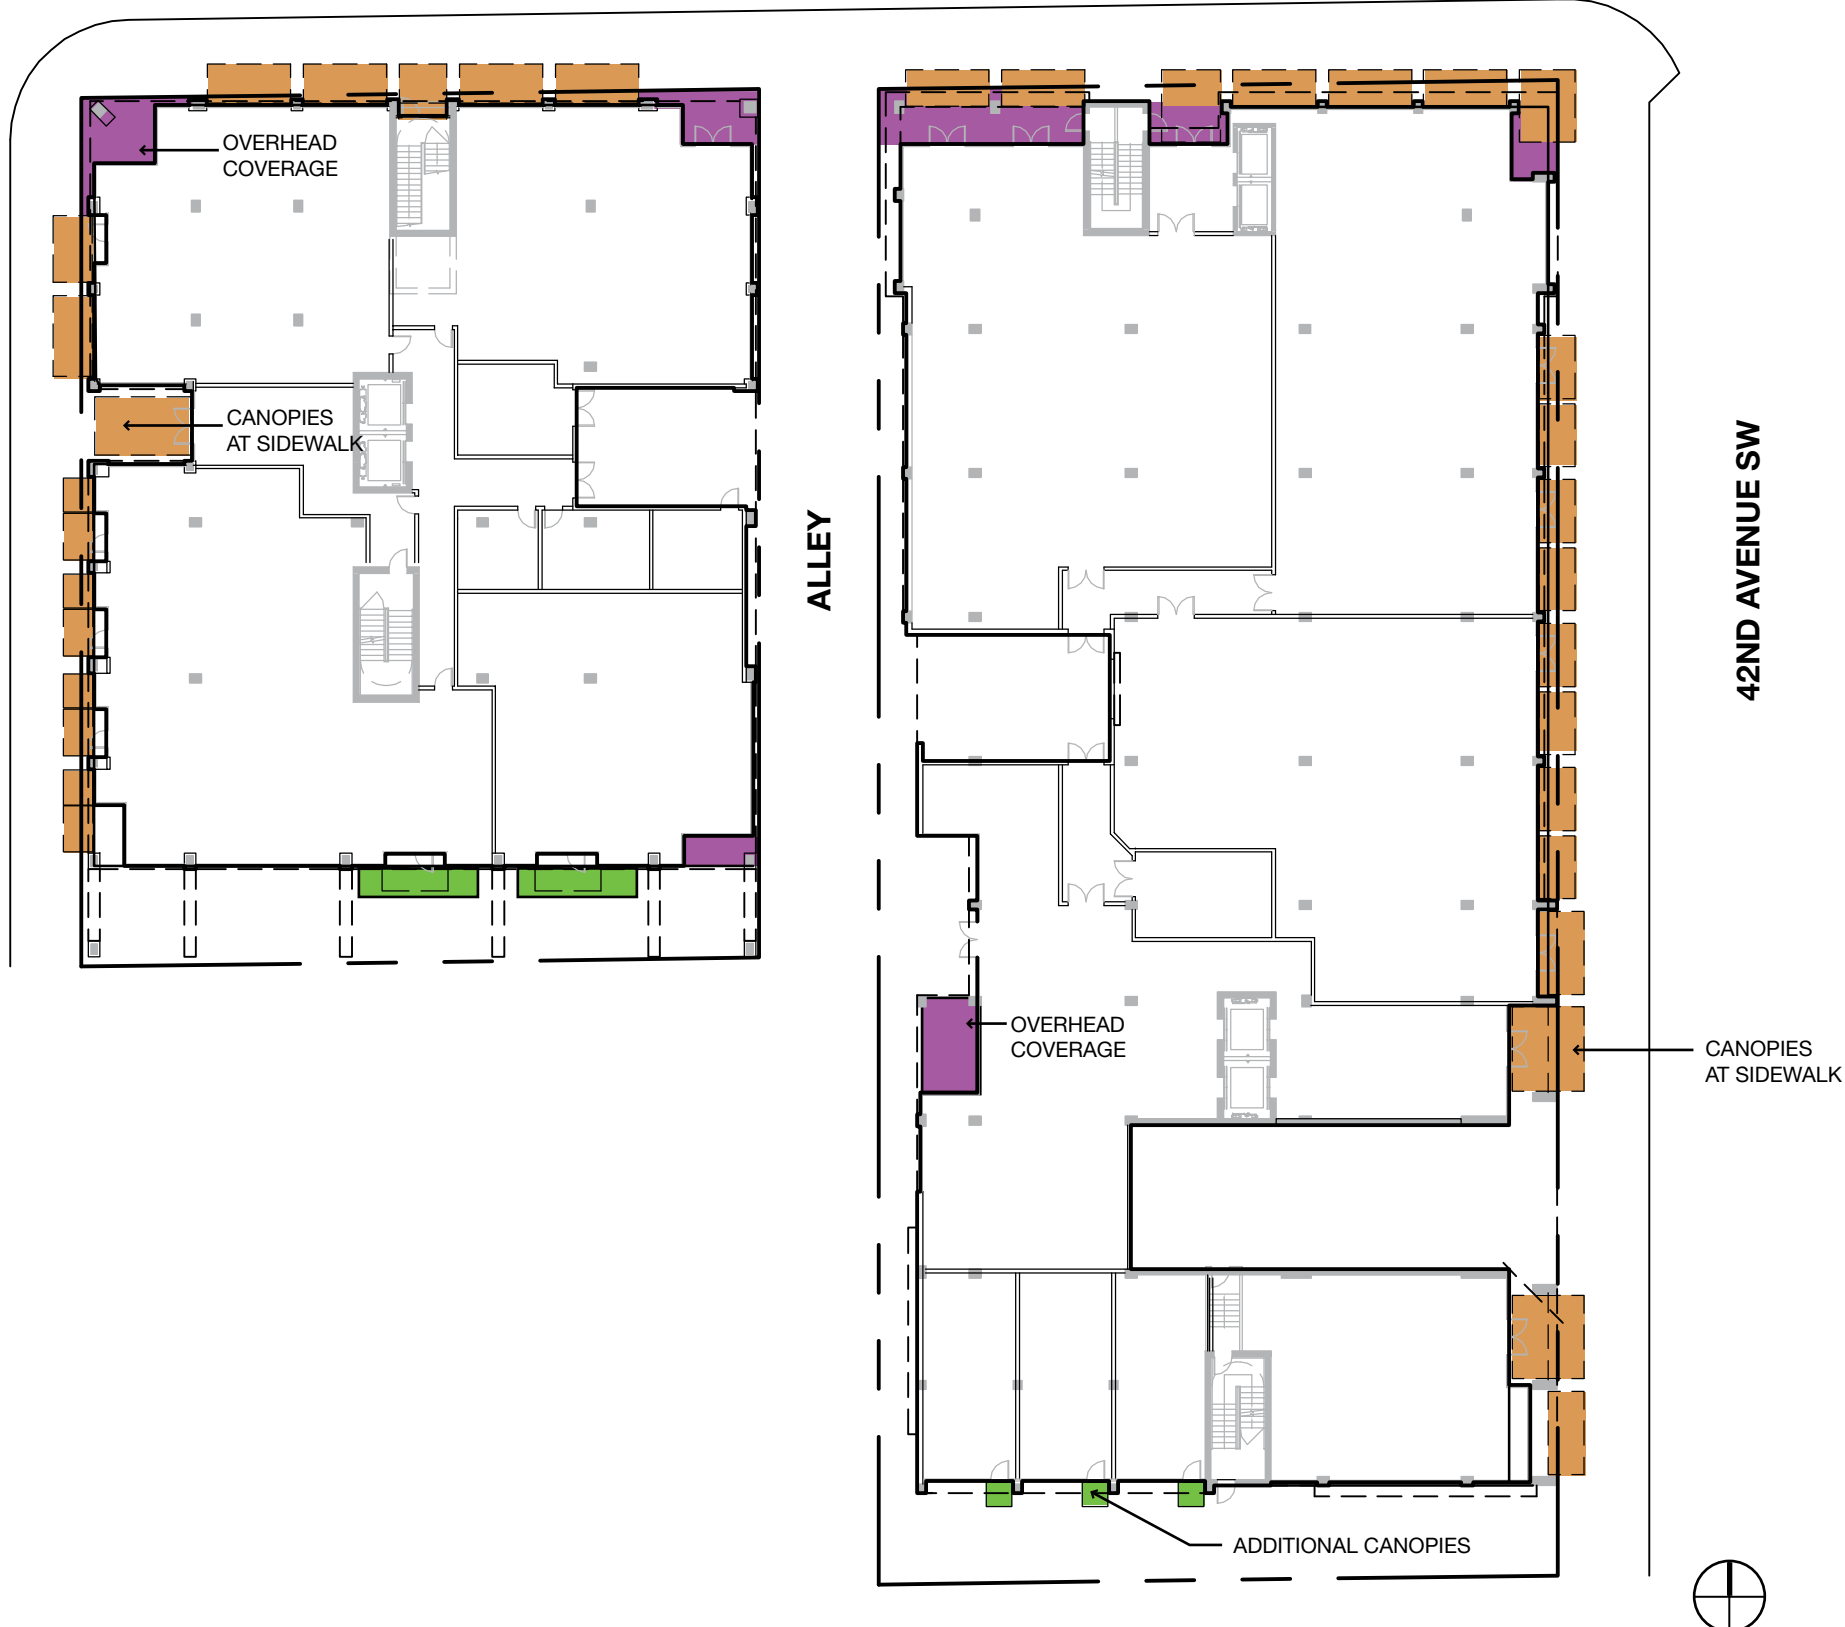 OVERHEAD
COVERAGE
CANOPIES
AT SIDEWALK
ALLEY
42ND AVENUE SW
OVERHEAD
COVERAGE
CANOPIES
AT SIDEWALK
ADDITIONAL CANOPIES